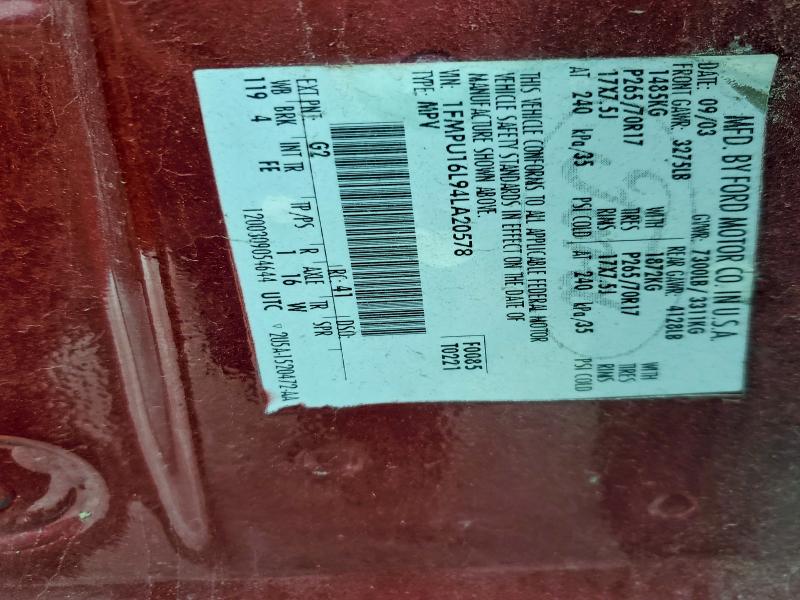 MFD. BY FORD MOTOR CO. IN U.S.A.
DATE: 09/03 GVWR: 7300LB/ 3311KG
FRONT GAWR: 3273LB REAR GAWR: 4128LB
1485KG WITH 1872KG WITH
P265/70R17 TIRES P265/70R17 TIRES
17X7.5J RIMS 17X7.5J RIMS
AT 240 kPa/35 PSI COLD AT 240 kPa/35 PSI COLD
THIS VEHICLE CONFORMS TO ALL APPLICABLE FEDERAL MOTOR
VEHICLE SAFETY STANDARDS IN EFFECT ON THE DATE OF
MANUFACTURE SHOWN ABOVE.
VIN: 1FMPU16L94LA20578 F0085
TYPE: MPV T0221
EXT PNT: G2 RC: 41 DSO:
WB BRK INT TR TP/PS R AXLE TR SPR
119 4 FE 1 16 W
1200309054644 UTC